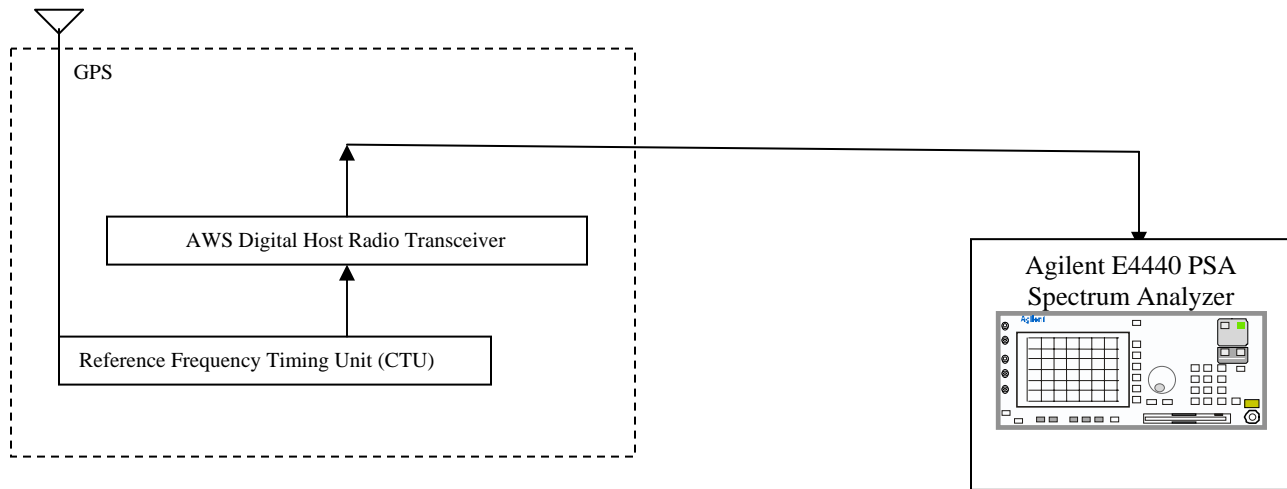 GPS
AWS Digital Host Radio Transceiver
Reference Frequency Timing Unit (CTU)
Agilent E4440 PSA
Spectrum Analyzer
Agilent